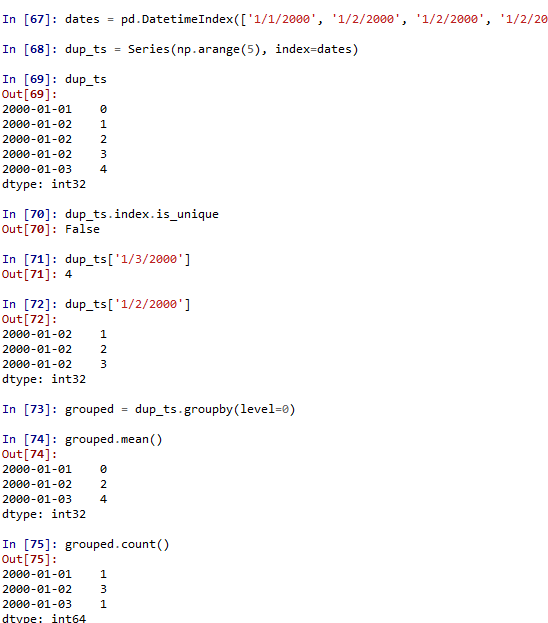 In [67]: dates = pd.DatetimeIndex(['1/1/2000', '1/2/2000', '1/2/2000', '1/2/20
In [68]: dup_ts = Series(np.arange(5), index=dates)
In [69]: dup_ts
Out[69]:
2000-01-01 0
2000-01-02 1
2000-01-02 2
2000-01-02 3
2000-01-03 4
dtype: int32
In [70]: dup_ts.index.is_unique
Out[70]: False
In [71]: dup_ts['1/3/2000']
Out[71]: 4
In [72]: dup_ts['1/2/2000']
Out[72]:
2000-01-02 1
2000-01-02 2
2000-01-02 3
dtype: int32
In [73]: grouped = dup_ts.groupby(level=0)
In [74]: grouped.mean()
Out[74]:
2000-01-01 0
2000-01-02 2
2000-01-03 4
dtype: int32
In [75]: grouped.count()
Out[75]:
2000-01-01 1
2000-01-02 3
2000-01-03 1
dtype: int64